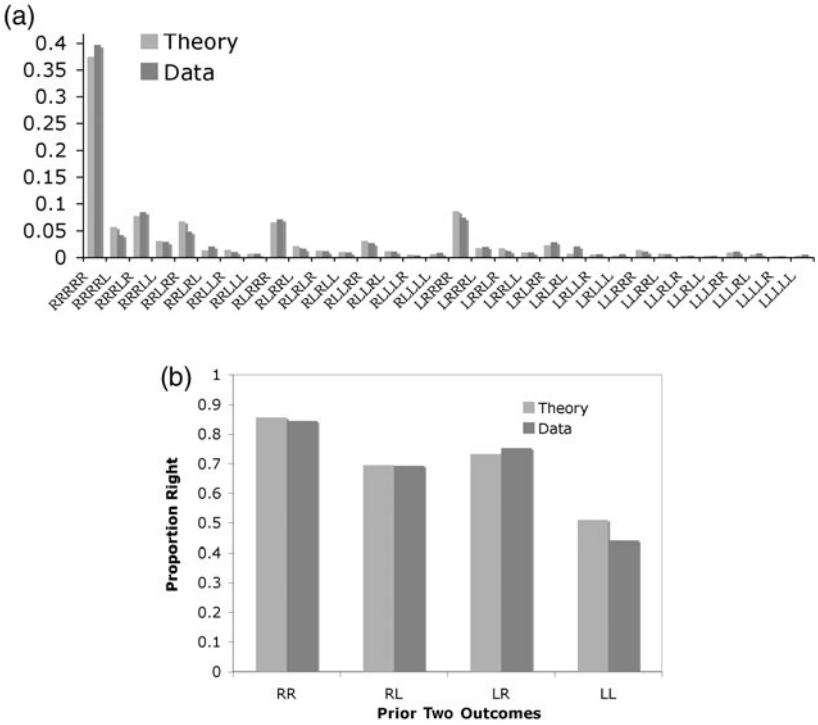 (a)
Theory
Data
0.4
0.35
0.3
0.25
0.2
0.15
0.1
0.05
0
RRRRR
RRRRL
RRRLR
RRRLL
RRLRR
RRLRL
RRLLR
RRLLL
RLRRR
RLRRL
RLRLR
RLRLL
RLLRR
RLLRL
RLLLR
RLLLL
LRRRR
LRRRL
LRRLR
LRRLL
LRLRR
LRLRL
LRLLR
LRLLL
LLRRR
LLRRL
LLRLR
LLRLL
LLLRR
LLLRL
LLLLR
LLLLL
(b)
1
0.9
0.8
0.7
0.6
0.5
0.4
0.3
0.2
0.1
0
Proportion Right
Theory
Data
RR RL LR LL
Prior Two Outcomes